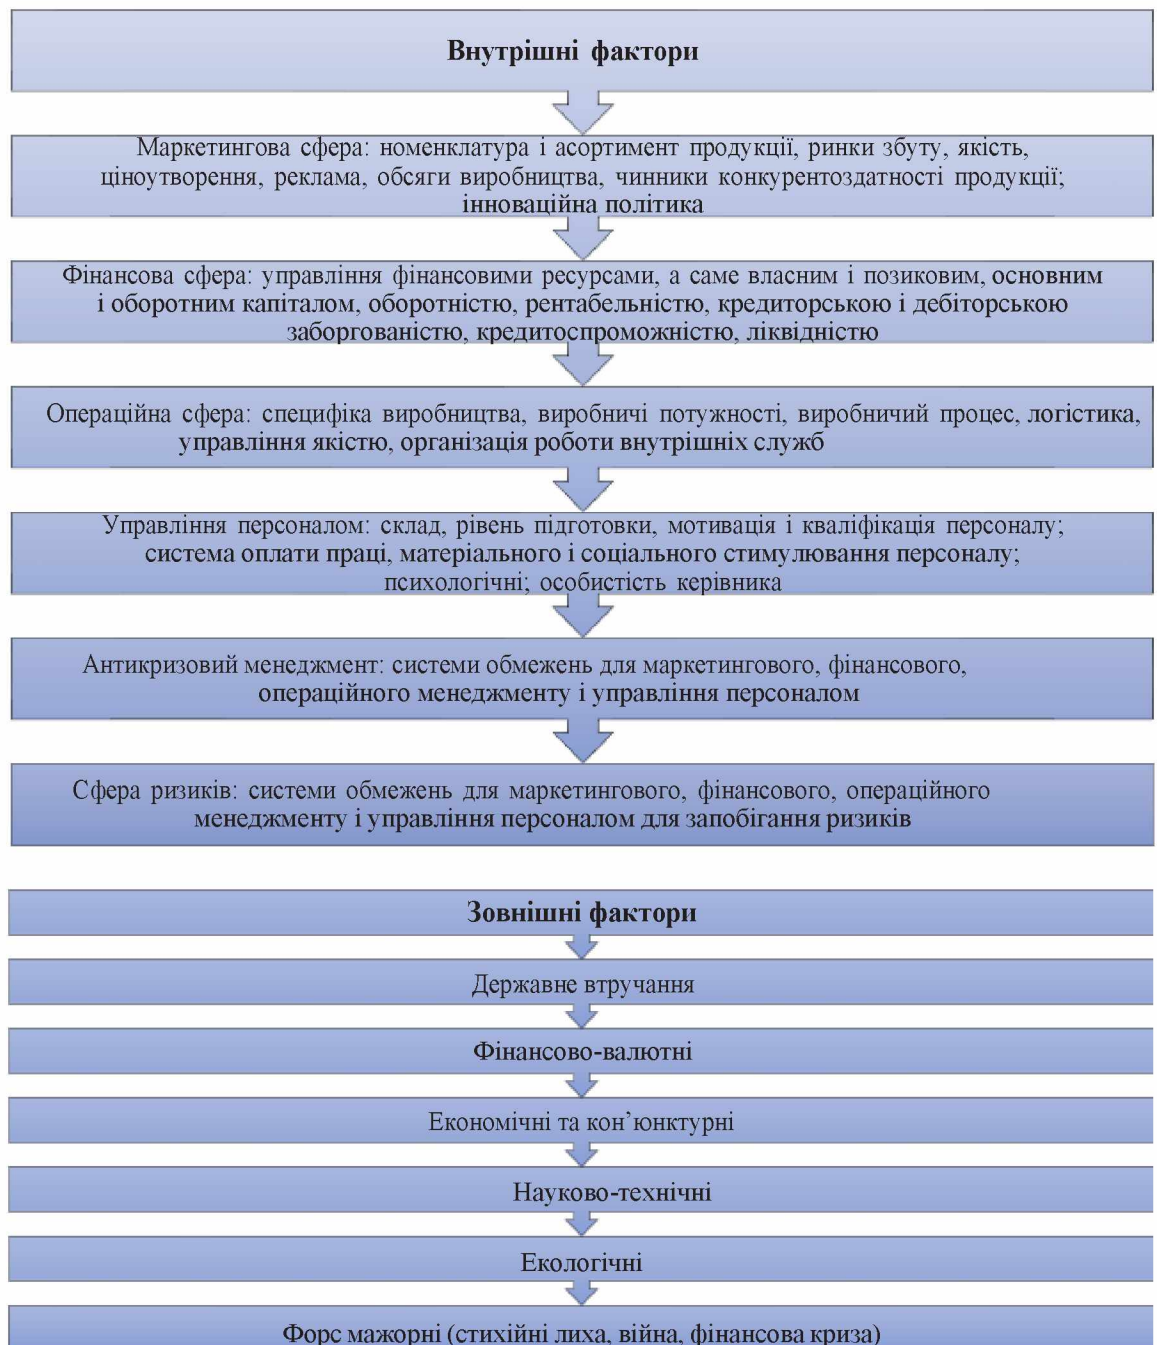 Внутрішні фактори
Маркетингова сфера: номенклатура і асортимент продукції, ринки збуту, якість,
ціноутворення, реклама, обсяги виробництва, чинники конкурентоздатності продукції;
інноваційна політика
Фінансова сфера: управління фінансовими ресурсами, а саме власним і позиковим, основним
і оборотним капіталом, оборотністю, рентабельністю, кредиторською і дебіторською
заборгованістю, кредитоспроможністю, ліквідністю
Операційна сфера: специфіка виробництва, виробничі потужності, виробничий процес, логістика,
управління якістю, організація роботи внутрішніх служб
Управління персоналом: склад, рівень підготовки, мотивація і кваліфікація персоналу;
система оплати праці, матеріального і соціального стимулювання персоналу;
психологічні; особистість керівника
Антикризовий менеджмент: системи обмежень для маркетингового, фінансового,
операційного менеджменту і управління персоналом
Сфера ризиків: системи обмежень для маркетингового, фінансового, операційного
менеджменту і управління персоналом для запобігання ризиків
Зовнішні фактори
Державне втручання
Фінансово-валютні
Економічні та кон’юнктурні
Науково-технічні
Екологічні
Форс мажорні (стихійні лиха, війна, фінансова криза)